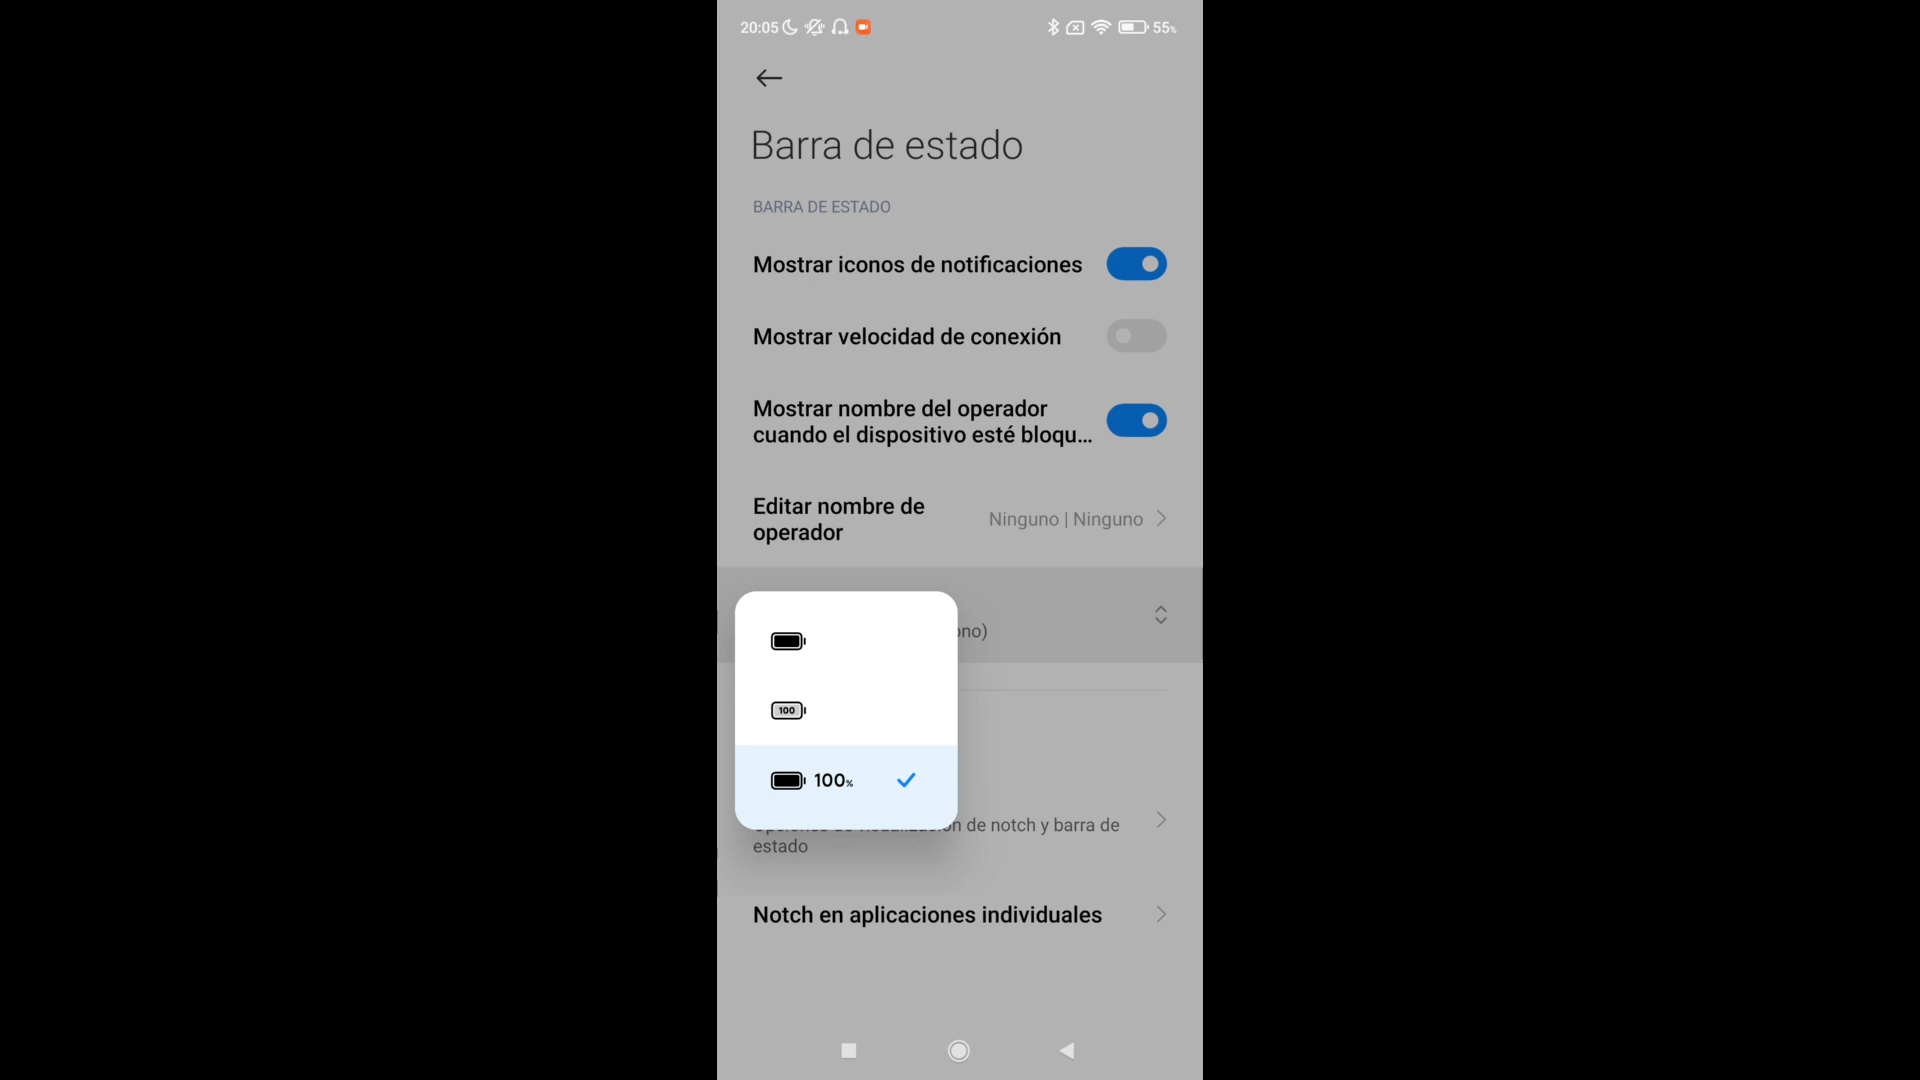 20:05 55%
Barra de estado
BARRA DE ESTADO
Mostrar iconos de notificaciones
Mostrar velocidad de conexión
Mostrar nombre del operador
cuando el dispositivo esté bloqu...
Editar nombre de
operador
Ninguno | Ninguno
ono)
100
100%
de notch y barra de
estado
Notch en aplicaciones individuales